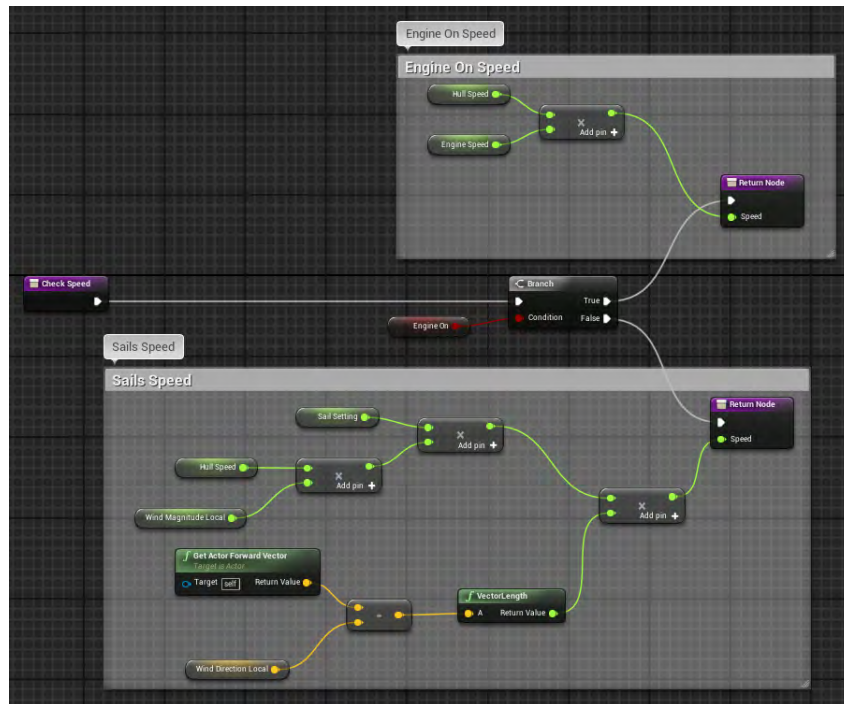 Engine On Speed
Engine On Speed
Hull Speed
Engine Speed
×
Add pin +
Return Node
Speed
Check Speed
Branch
True
Condition
False
Engine On
Sails Speed
Sails Speed
Sail Setting
×
Add pin +
Return Node
Speed
Hull Speed
×
Add pin +
Wind Magnitude Local
×
Add pin +
f Get Actor Forward Vector
Target is Actor
Target self Return Value
f VectorLength
A Return Value
-
Wind Direction Local